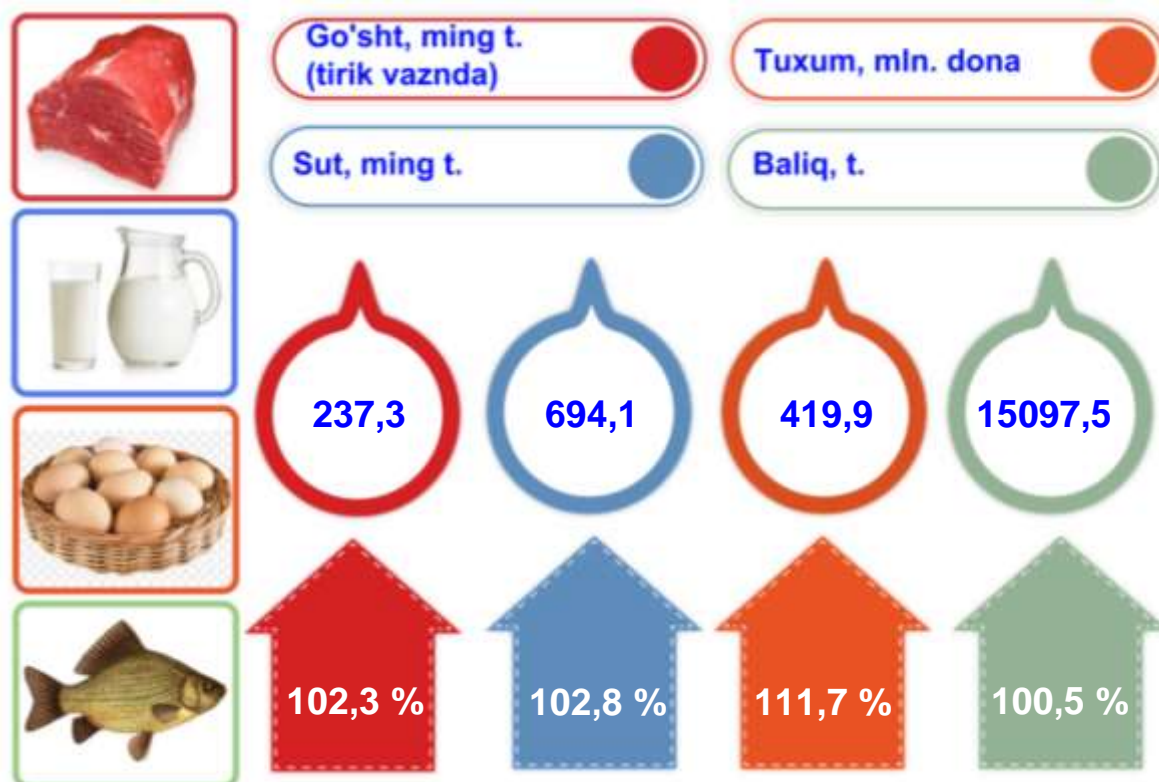 Go'sht, ming t.
(tirik vaznda)
Tuxum, mln. dona
Sut, ming t.
Baliq, t.
237,3
694,1
419,9
15097,5
102,3 %
102,8 %
111,7 %
100,5 %